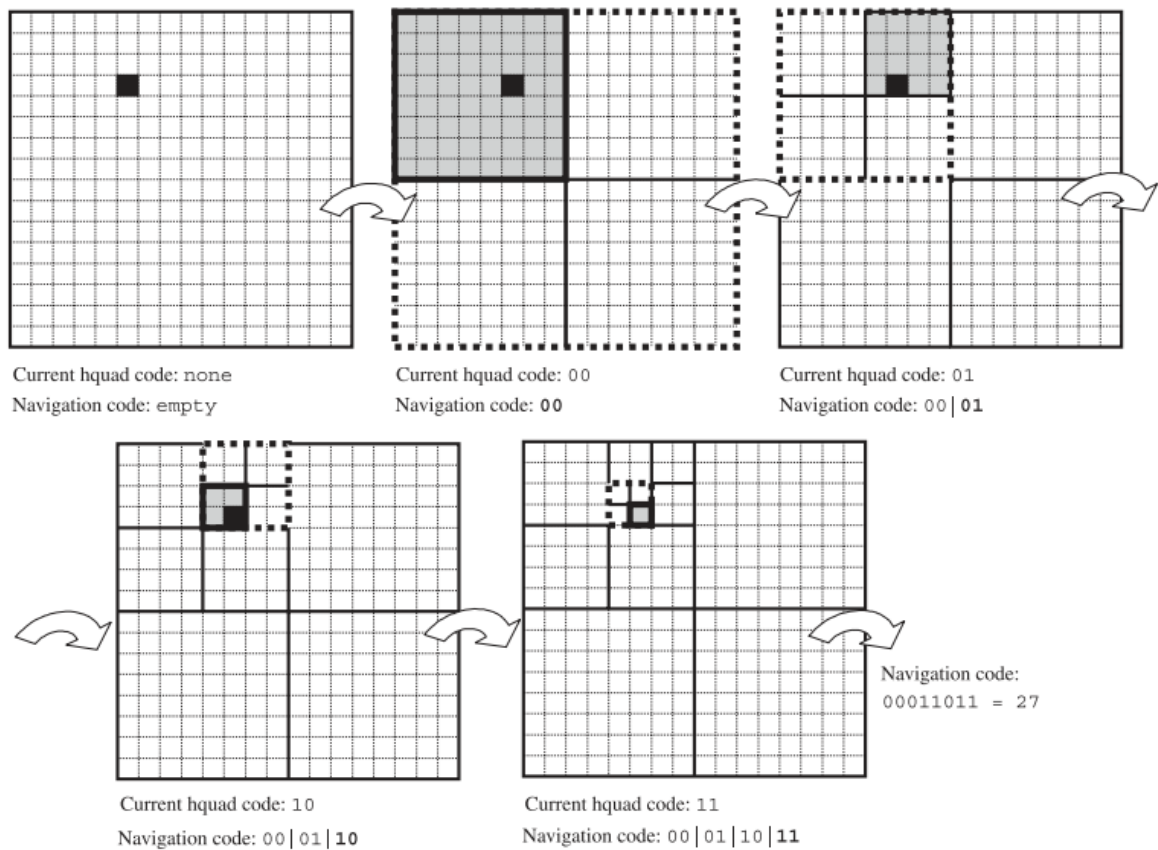 Current hquad code: none
Navigation code: empty
Current hquad code: 00
Navigation code: 00
Current hquad code: 01
Navigation code: 00|01
Current hquad code: 10
Navigation code: 00|01|10
Current hquad code: 11
Navigation code: 00|01|10|11
Navigation code:
00011011 = 27